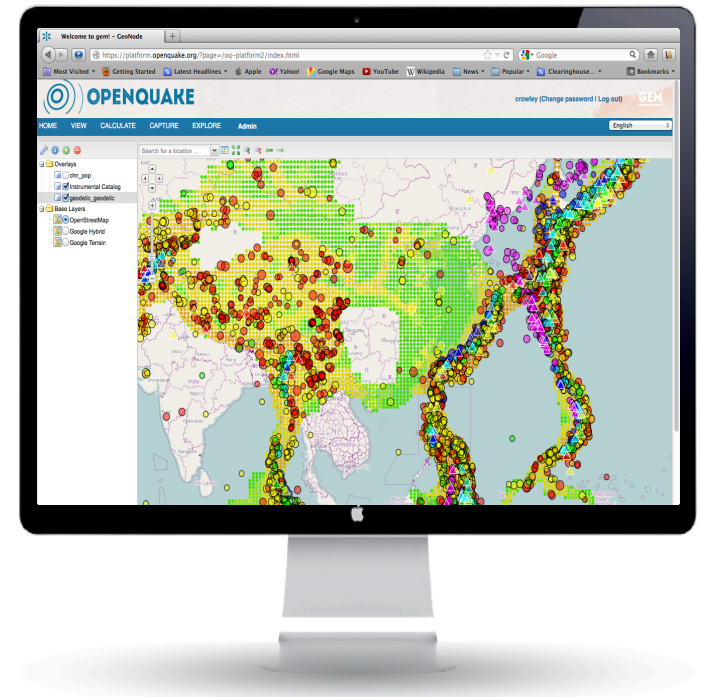 Welcome to gem! – GeoNode
https://platform.openquake.org/?page=/oq-platform2/index.html
Google
Most Visited
Getting Started
Latest Headlines
Apple
Yahoo!
Google Maps
YouTube
Wikipedia
News
Popular
Clearinghouse...
Bookmarks
OPENQUAKE
crowley (Change password | Log out)
GEM
HOME
VIEW
CALCULATE
CAPTURE
EXPLORE
Admin
English
Search for a location ...
Overlays
chn_pop
Instrumental Catalog
geodetic_geodetic
Base Layers
OpenStreetMap
Google Hybrid
Google Terrain
India
Cambodia